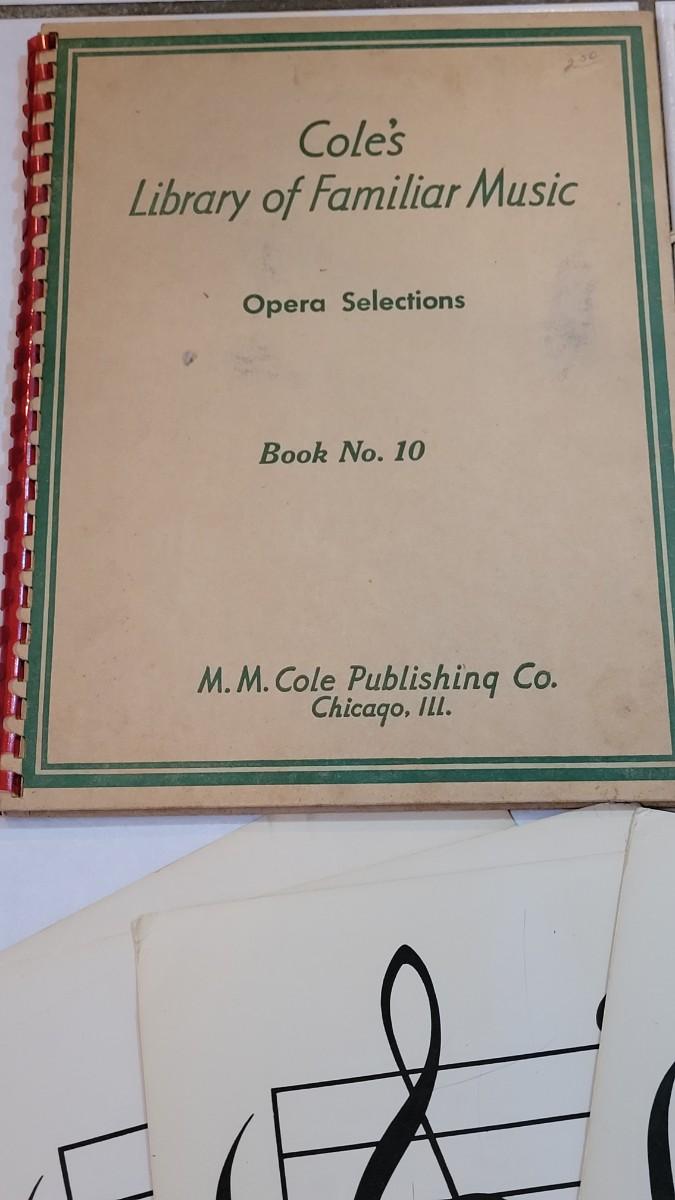 2.50
Cole's
Library of Familiar Music
Opera Selections
Book No. 10
M. M. Cole Publishing Co.
Chicago, Ill.